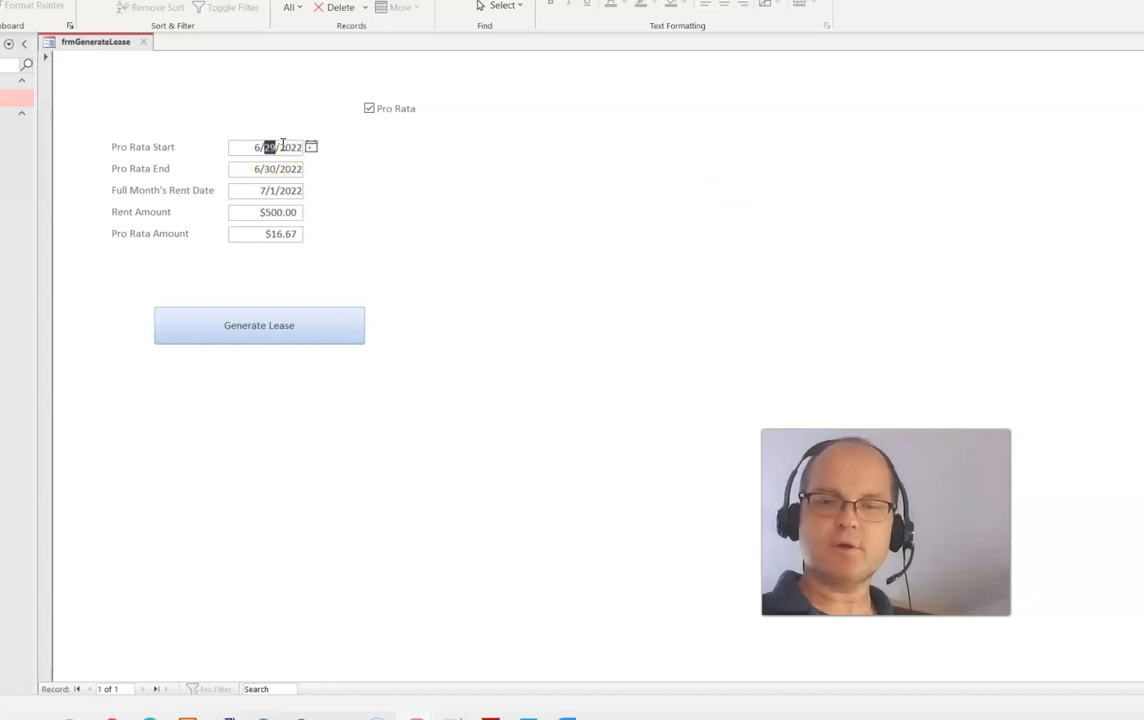 Format Painter
Remove Sort
Toggle Filter
All
Delete
More
Select
Sort & Filter
Records
Find
Text Formatting
frmGenerateLease
Pro Rata
Pro Rata Start 6/29/2022
Pro Rata End 6/30/2022
Full Month's Rent Date 7/1/2022
Rent Amount $500.00
Pro Rata Amount $16.67
Generate Lease
Record: 1 of 1 No Filter Search